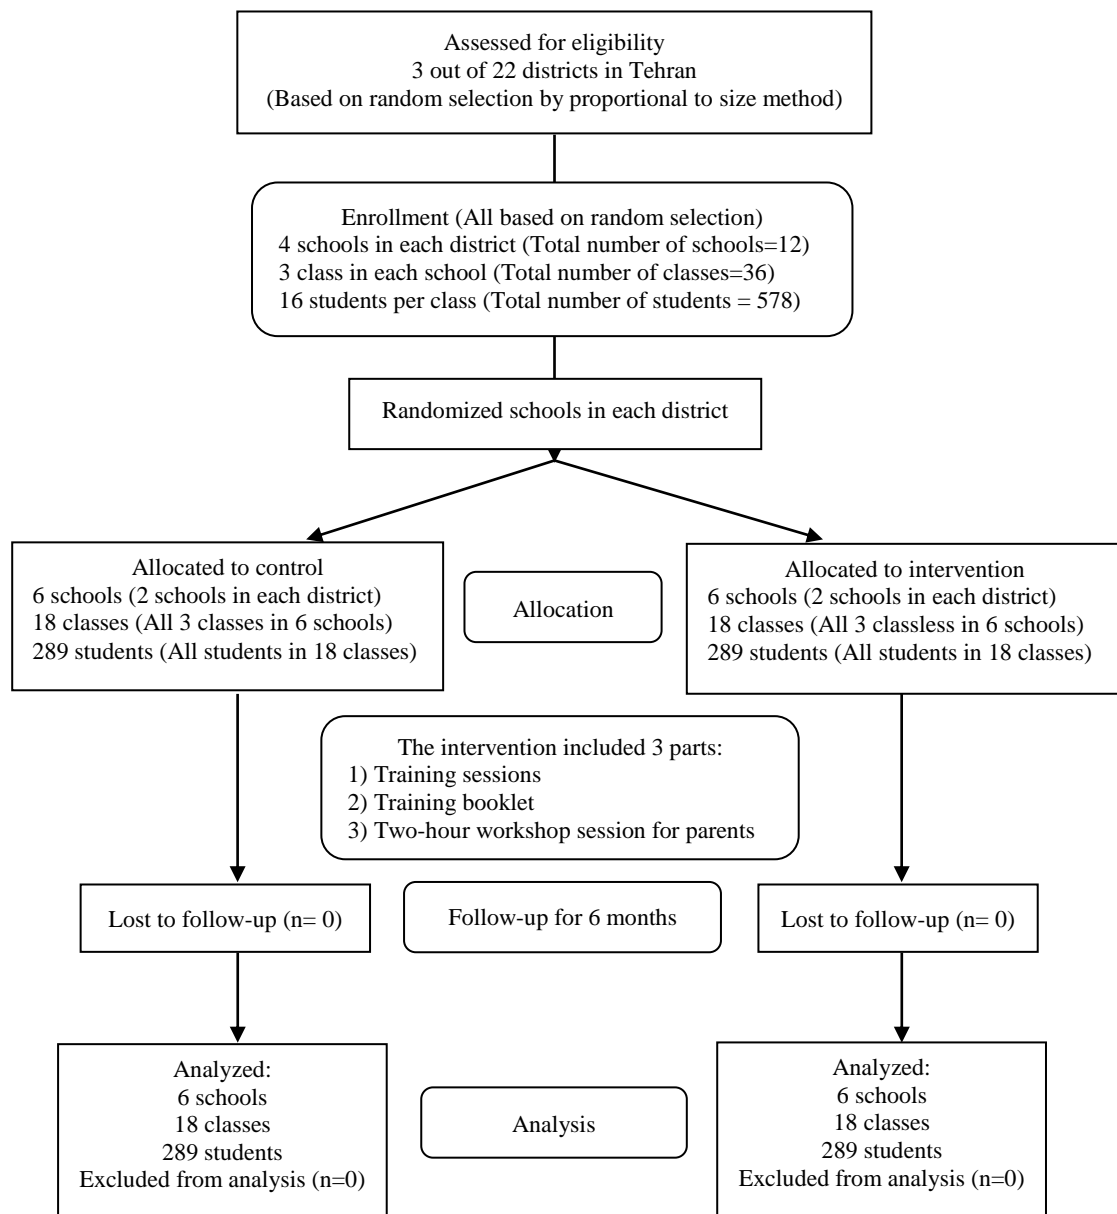 Assessed for eligibility
3 out of 22 districts in Tehran
(Based on random selection by proportional to size method)
Enrollment (All based on random selection)
4 schools in each district (Total number of schools=12)
3 class in each school (Total number of classes=36)
16 students per class (Total number of students = 578)
Randomized schools in each district
Allocated to control
6 schools (2 schools in each district)
18 classes (All 3 classes in 6 schools)
289 students (All students in 18 classes)
Allocation
Allocated to intervention
6 schools (2 schools in each district)
18 classes (All 3 classless in 6 schools)
289 students (All students in 18 classes)
The intervention included 3 parts:
1) Training sessions
2) Training booklet
3) Two-hour workshop session for parents
Lost to follow-up (n= 0)
Follow-up for 6 months
Lost to follow-up (n= 0)
Analyzed:
6 schools
18 classes
289 students
Excluded from analysis (n=0)
Analysis
Analyzed:
6 schools
18 classes
289 students
Excluded from analysis (n=0)